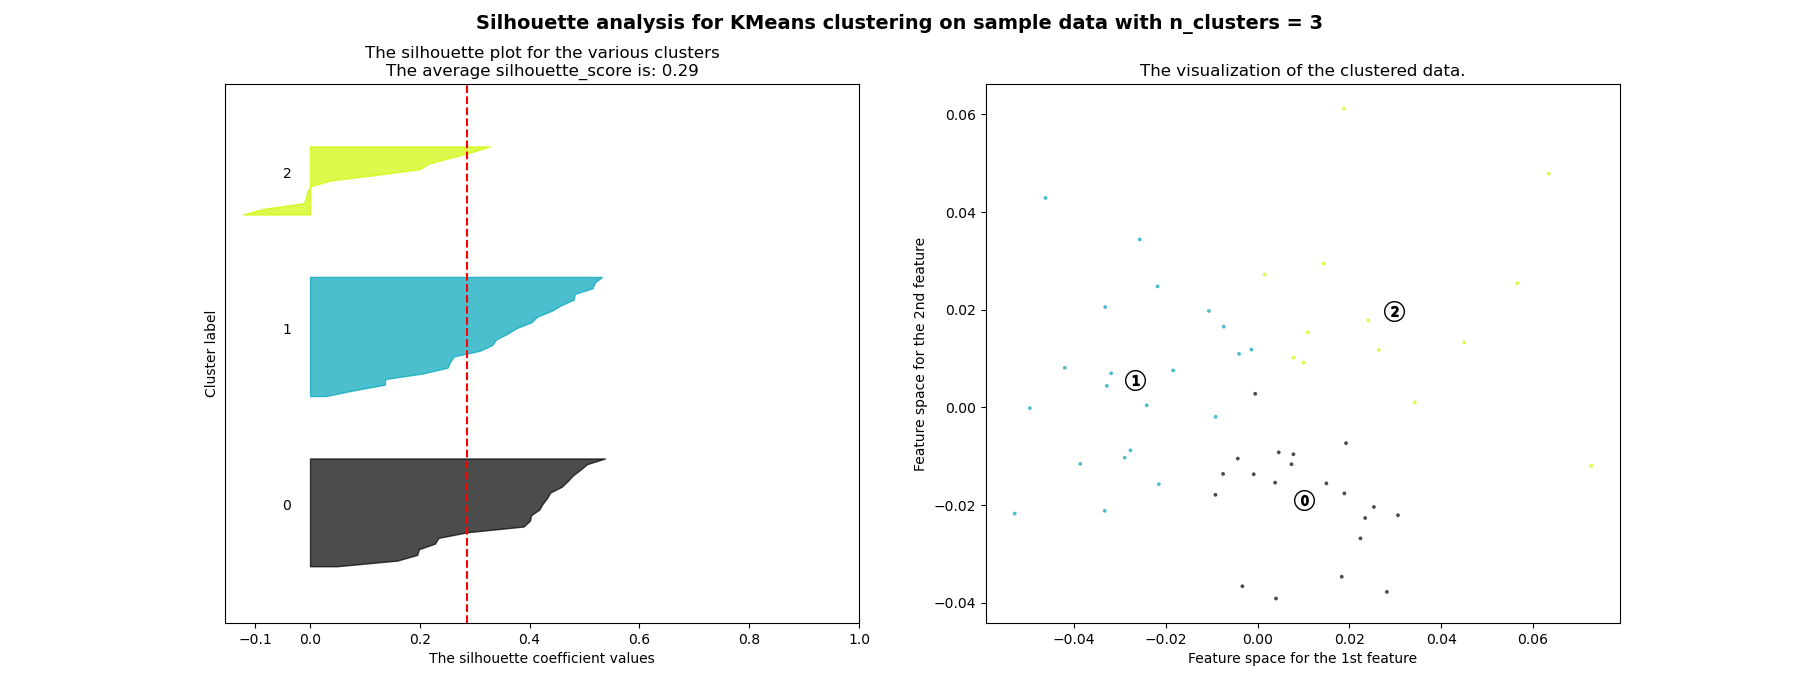 Silhouette analysis for KMeans clustering on sample data with n_clusters = 3
The silhouette plot for the various clusters
The average silhouette_score is: 0.29
2
1
0
Cluster label
−0.1 0.0 0.2 0.4 0.6 0.8 1.0
The silhouette coefficient values
The visualization of the clustered data.
0.06
0.04
0.02
0.00
−0.02
−0.04
Feature space for the 2nd feature
2
1
0
−0.04 −0.02 0.00 0.02 0.04 0.06
Feature space for the 1st feature